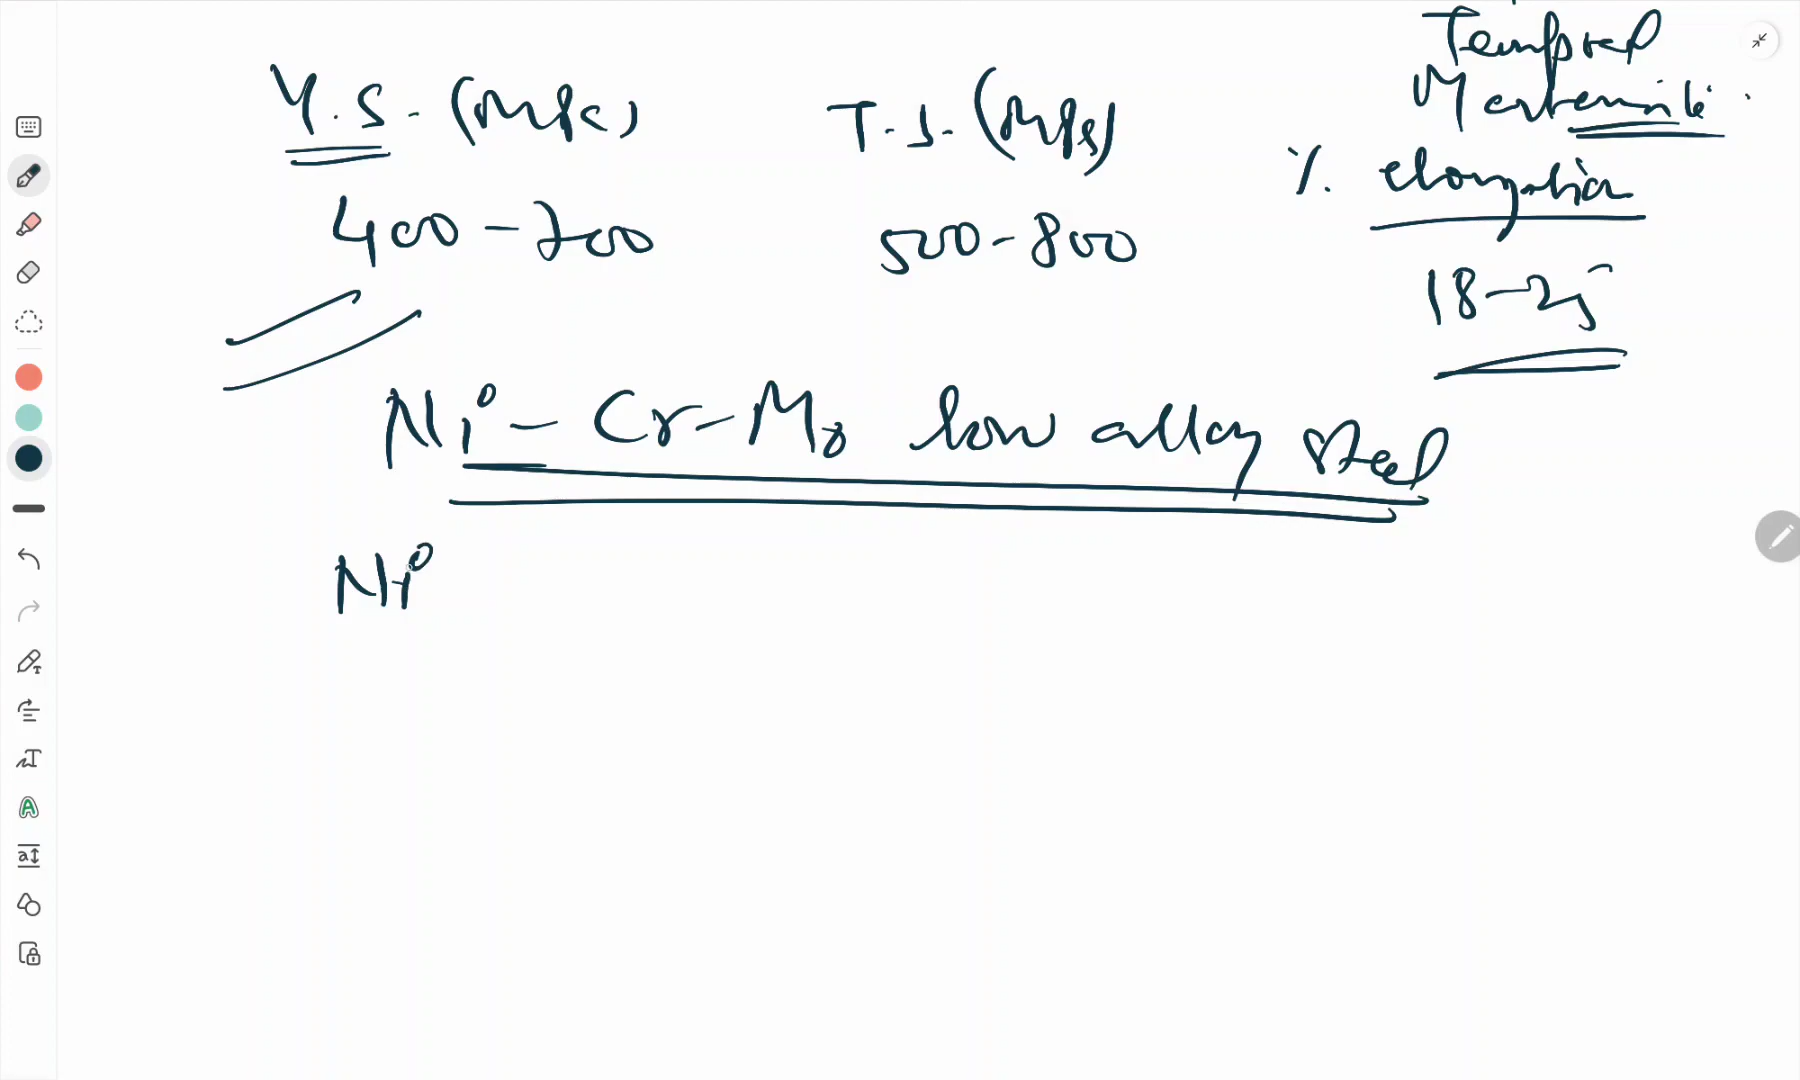 Tempered
Y.S. (MPa) T.S. (MPa) Martensite.
% elongation
400 - 700 500 - 800
18 - 25
Ni - Cr - Mo low alloy steel
Ni